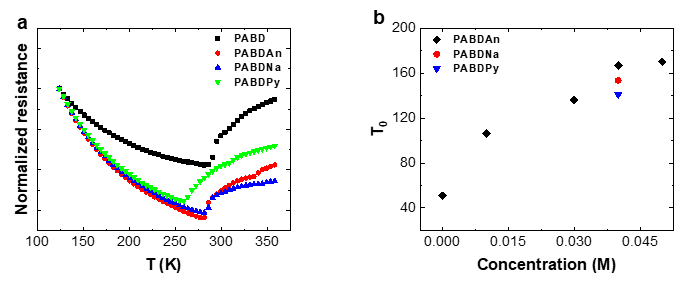 a
Normalized resistance
PABD
PABDAn
PABDNa
PABDPy
100 150 200 250 300 350
T (K)
b
T0
200
160
120
80
40
PABDAn
PABDNa
PABDPy
0.000 0.015 0.030 0.045
Concentration (M)